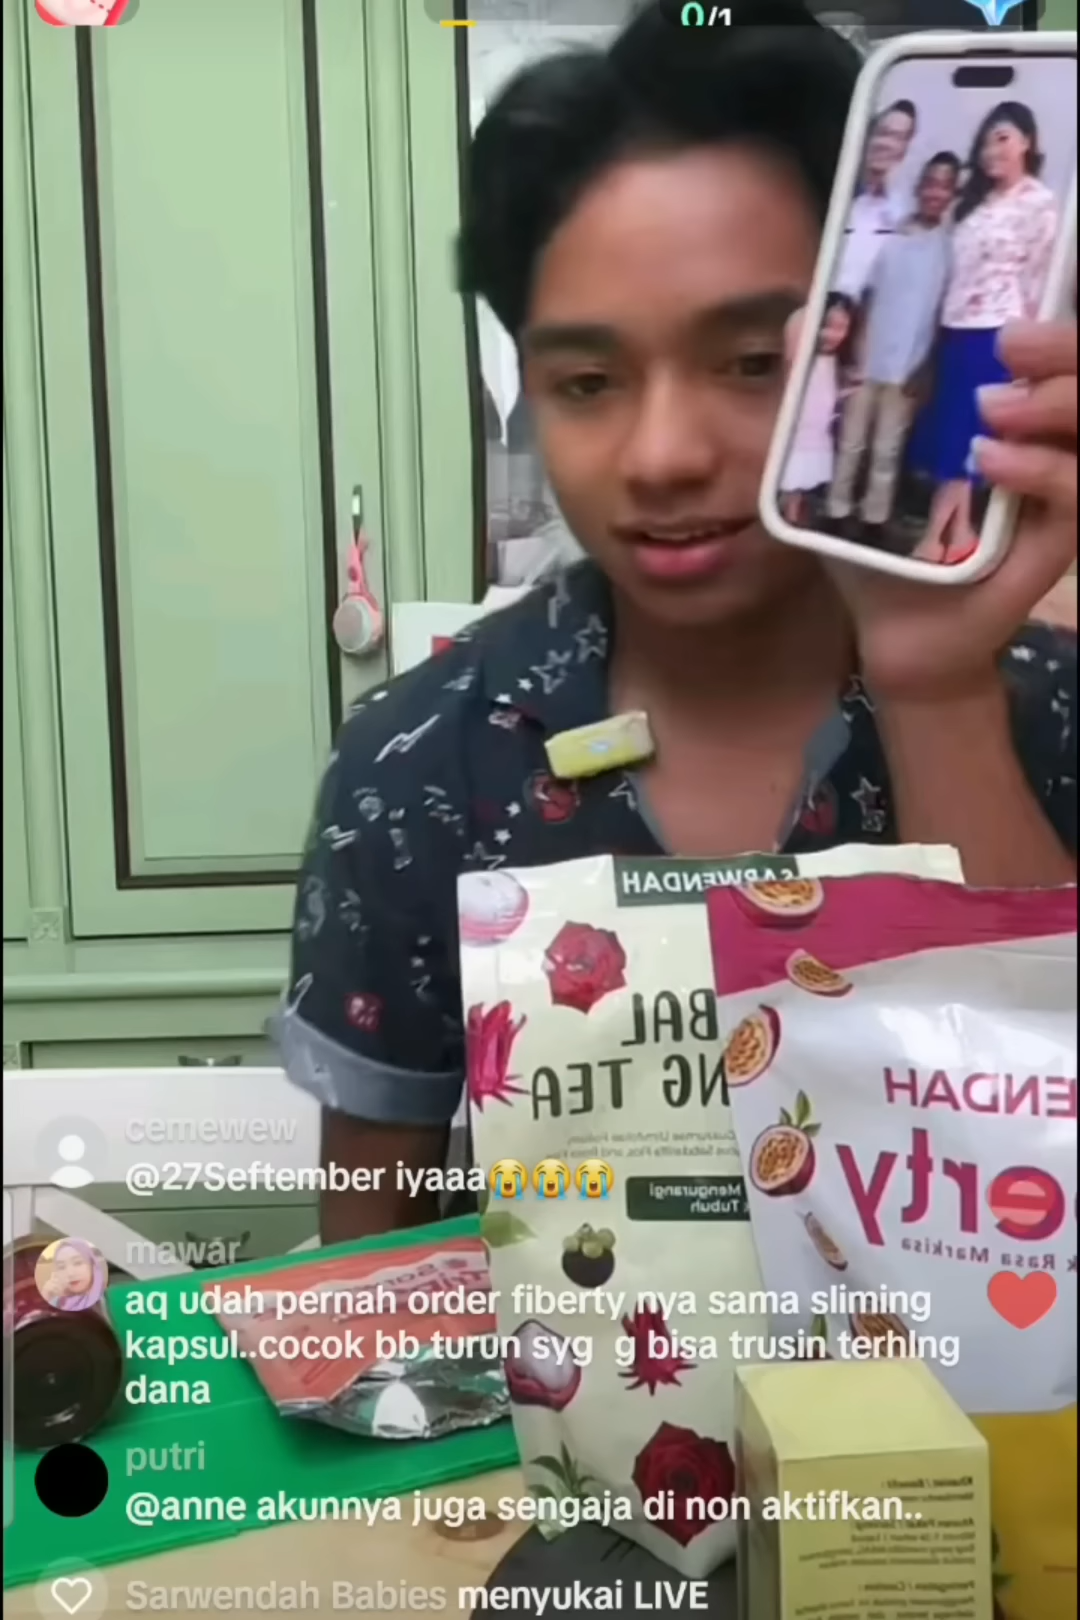 0/1
SARWENDAH
BAL
NG TEA
Mengurangi
Tubuh
ENDAH
erty
Rasa Markisa
cemewew
@27Seftember iyaaa😭😭😭
mawar
aq udah pernah order fiberty nya sama sliming
kapsul..cocok bb turun syg g bisa trusin terhlng
dana
putri
@anne akunnya juga sengaja di non aktifkan..
Sarwendah Babies menyukai LIVE